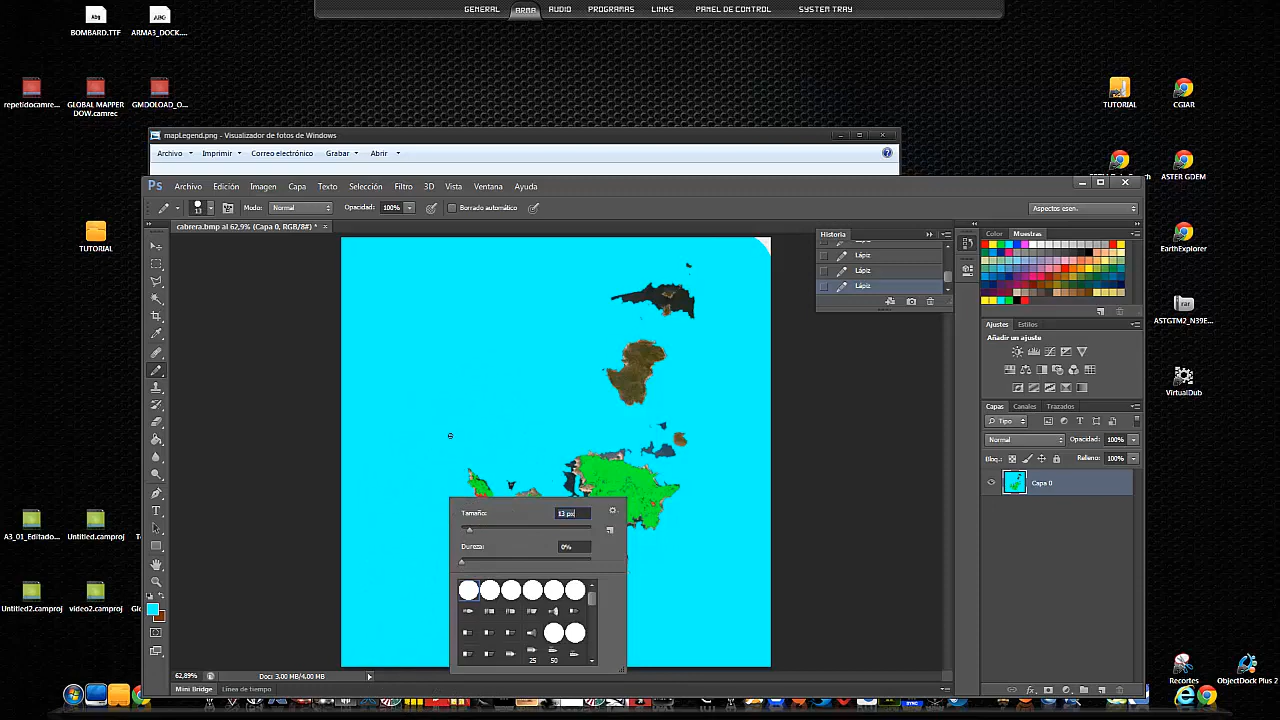 GENERAL ARMA AUDIO PROGRAMAS LINKS PANEL DE CONTROL SYSTEM TRAY
BOMBARD.TTF
ARMA3_DOCK....
repetidocamre...
GLOBAL MAPPER DOW.camrec
GMDOLOAD_O...
TUTORIAL
CGIAR
mapLegend.png - Visualizador de fotos de Windows
Archivo Imprimir Correo electrónico Grabar Abrir
ASTER GDEM
Ps Archivo Edición Imagen Capa Texto Selección Filtro 3D Vista Ventana Ayuda
13 Modo: Normal Opacidad: 100% Borrado automático Aspectos esen.
cabrera.bmp al 62,9% (Capa 0, RGB/8#) *
Historia
Lápiz
Lápiz
Lápiz
Color Muestras
TUTORIAL
EarthExplorer
ASTGTM2_N39E...
VirtualDub
Ajustes Estilos
Añadir un ajuste
Capas Canales Trazados
Tipo
Normal Opacidad: 100%
Bloq.: Relleno: 100%
Capa 0
Tamaño: 13 px
Dureza: 0%
25 50
A3_01_Editado...
Untitled.camproj
Untitled2.camproj
video2.camproj
62,89% Doc: 3,00 MB/4,00 MB
Mini Bridge Línea de tiempo
Recortes
ObjectDock Plus 2
SYNC